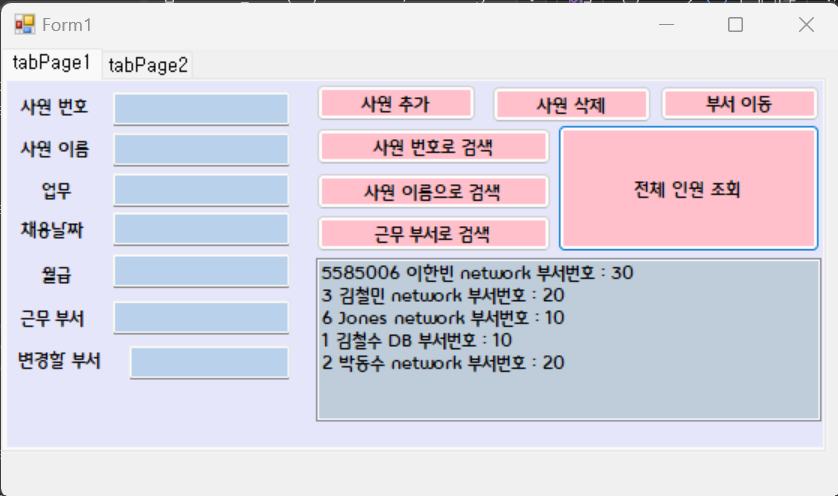 Form1
tabPage1 tabPage2
사원 번호
사원 이름
업무
채용날짜
월급
근무 부서
변경할 부서
사원 추가 사원 삭제 부서 이동
사원 번호로 검색
사원 이름으로 검색
근무 부서로 검색
전체 인원 조회
5585006 이한빈 network 부서번호 : 30
3 김철민 network 부서번호 : 20
6 Jones network 부서번호 : 10
1 김철수 DB 부서번호 : 10
2 박동수 network 부서번호 : 20